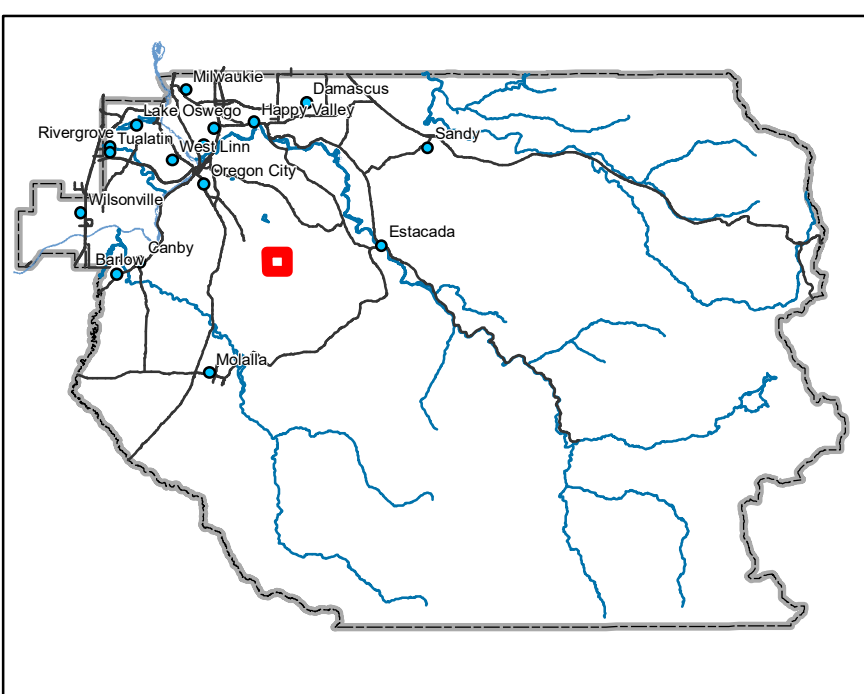 Milwaukie
Damascus
Lake Oswego
Happy Valley
Rivergrove
Tualatin
West Linn
Sandy
Oregon City
Wilsonville
Estacada
Canby
Barlow
Molalla